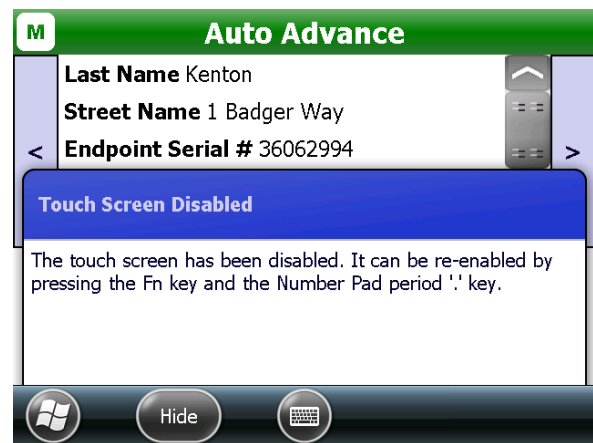 M
Auto Advance
Last Name Kenton
Street Name 1 Badger Way
< Endpoint Serial # 36062994 >
Touch Screen Disabled
The touch screen has been disabled. It can be re-enabled by
pressing the Fn key and the Number Pad period '.' key.
Hide